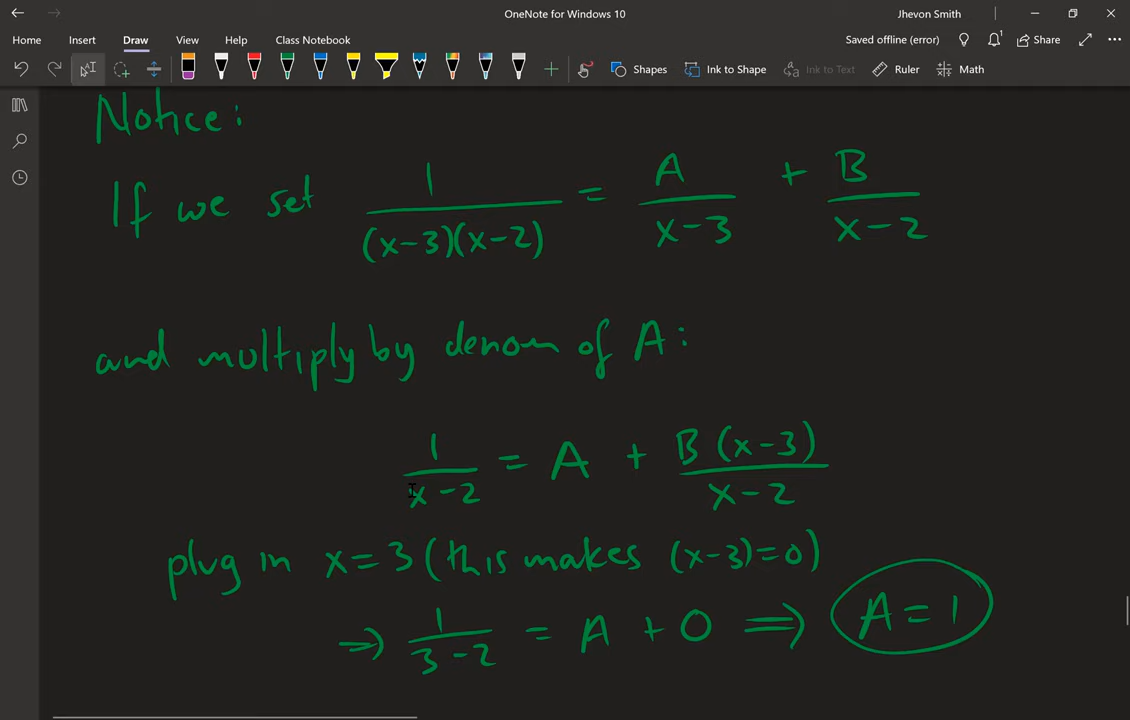 OneNote for Windows 10
Jhevon Smith
Home Insert Draw View Help Class Notebook
Saved offline (error) Share
Shapes Ink to Shape Ink to Text Ruler Math
Notice:
If we set 1/((x-3)(x-2)) = A/(x-3) + B/(x-2)
and multiply by denom of A:
1/(x-2) = A + B(x-3)/(x-2)
plug in x=3 (this makes (x-3)=0)
⇒ 1/(3-2) = A + 0 ⇒ A=1